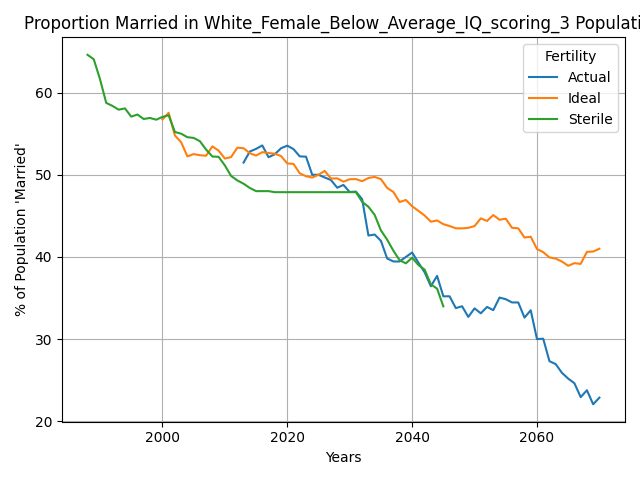 Proportion Married in White_Female_Below_Average_IQ_scoring_3 Populati
Fertility
Actual
Ideal
Sterile
% of Population 'Married'
60
50
40
30
20
2000
2020
2040
2060
Years